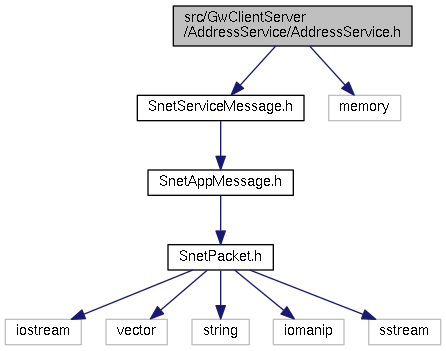 src/GwClientServer
/AddressService/AddressService.h
SnetServiceMessage.h
memory
SnetAppMessage.h
SnetPacket.h
iostream
vector
string
iomanip
sstream